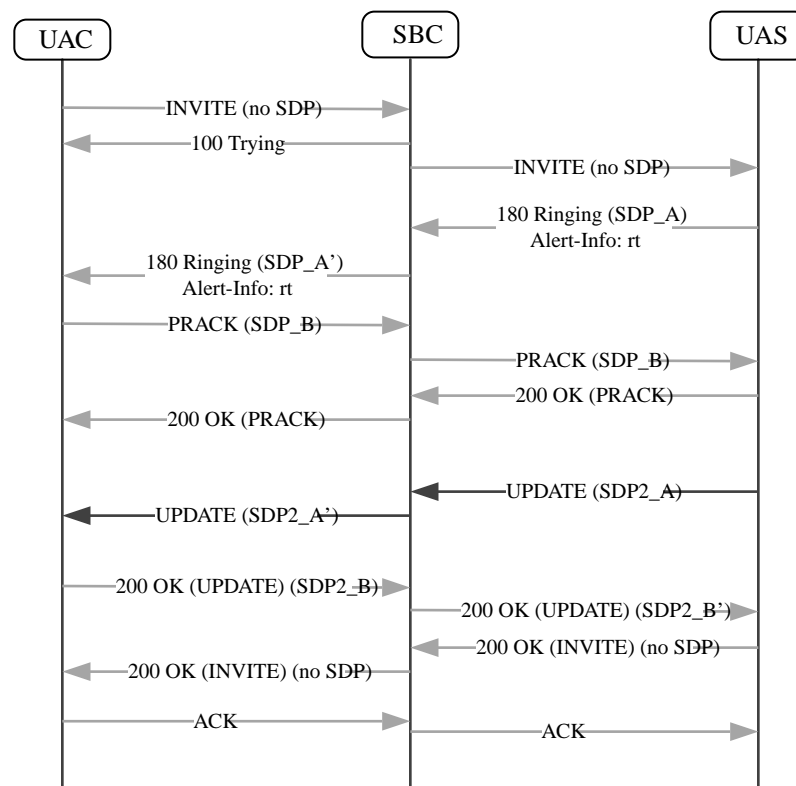 UAC
SBC
UAS
INVITE (no SDP)
100 Trying
INVITE (no SDP)
180 Ringing (SDP_A)
Alert-Info: rt
180 Ringing (SDP_A’)
Alert-Info: rt
PRACK (SDP_B)
PRACK (SDP_B)
200 OK (PRACK)
200 OK (PRACK)
UPDATE (SDP2_A)
UPDATE (SDP2_A’)
200 OK (UPDATE) (SDP2_B)
200 OK (UPDATE) (SDP2_B’)
200 OK (INVITE) (no SDP)
200 OK (INVITE) (no SDP)
ACK
ACK